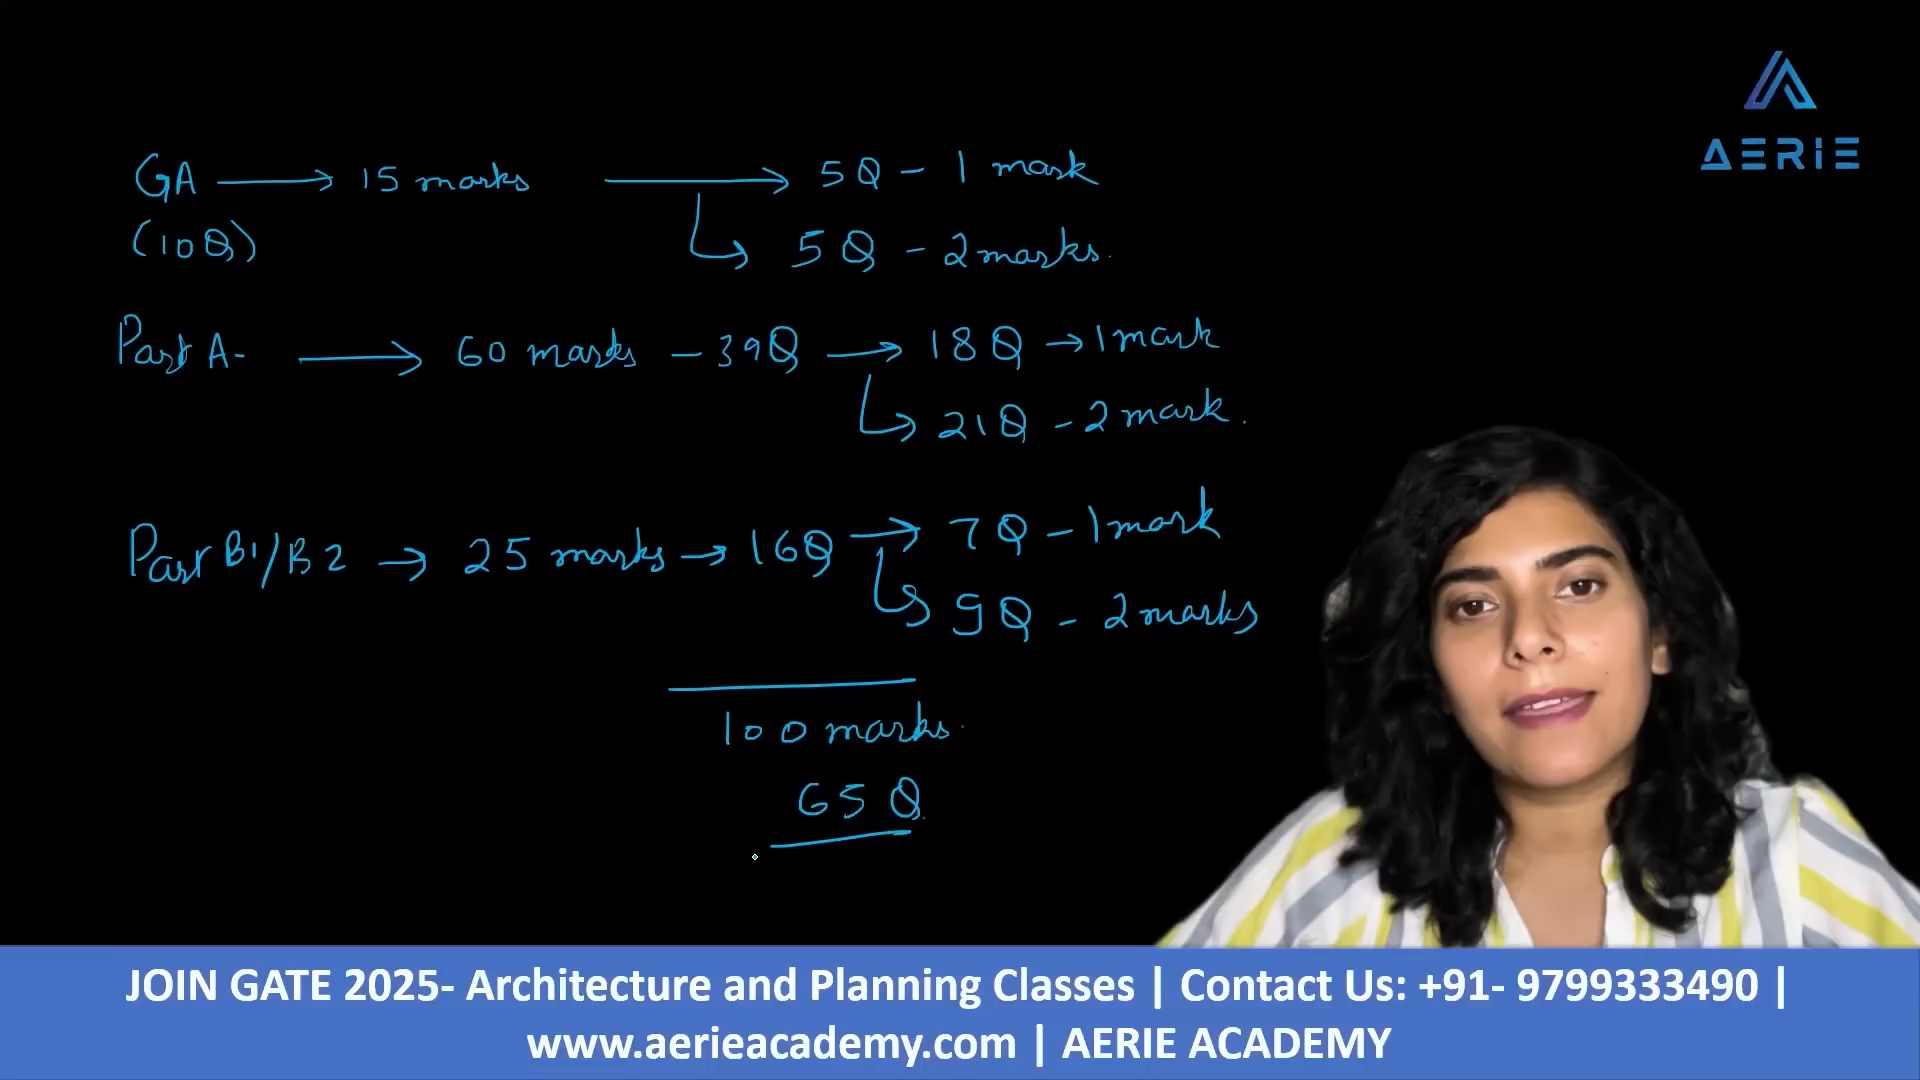 AERIE
GA → 15 marks → 5Q - 1 mark
(10Q) ↳ 5Q - 2 marks.
Part A- → 60 marks - 39Q → 18Q → 1 mark
↳ 21Q - 2 mark.
Part B1/B2 → 25 marks → 16Q → 7Q - 1 mark
↳ 9Q - 2 marks
100 marks.
65 Q.
JOIN GATE 2025- Architecture and Planning Classes | Contact Us: +91- 9799333490 |
www.aerieacademy.com | AERIE ACADEMY